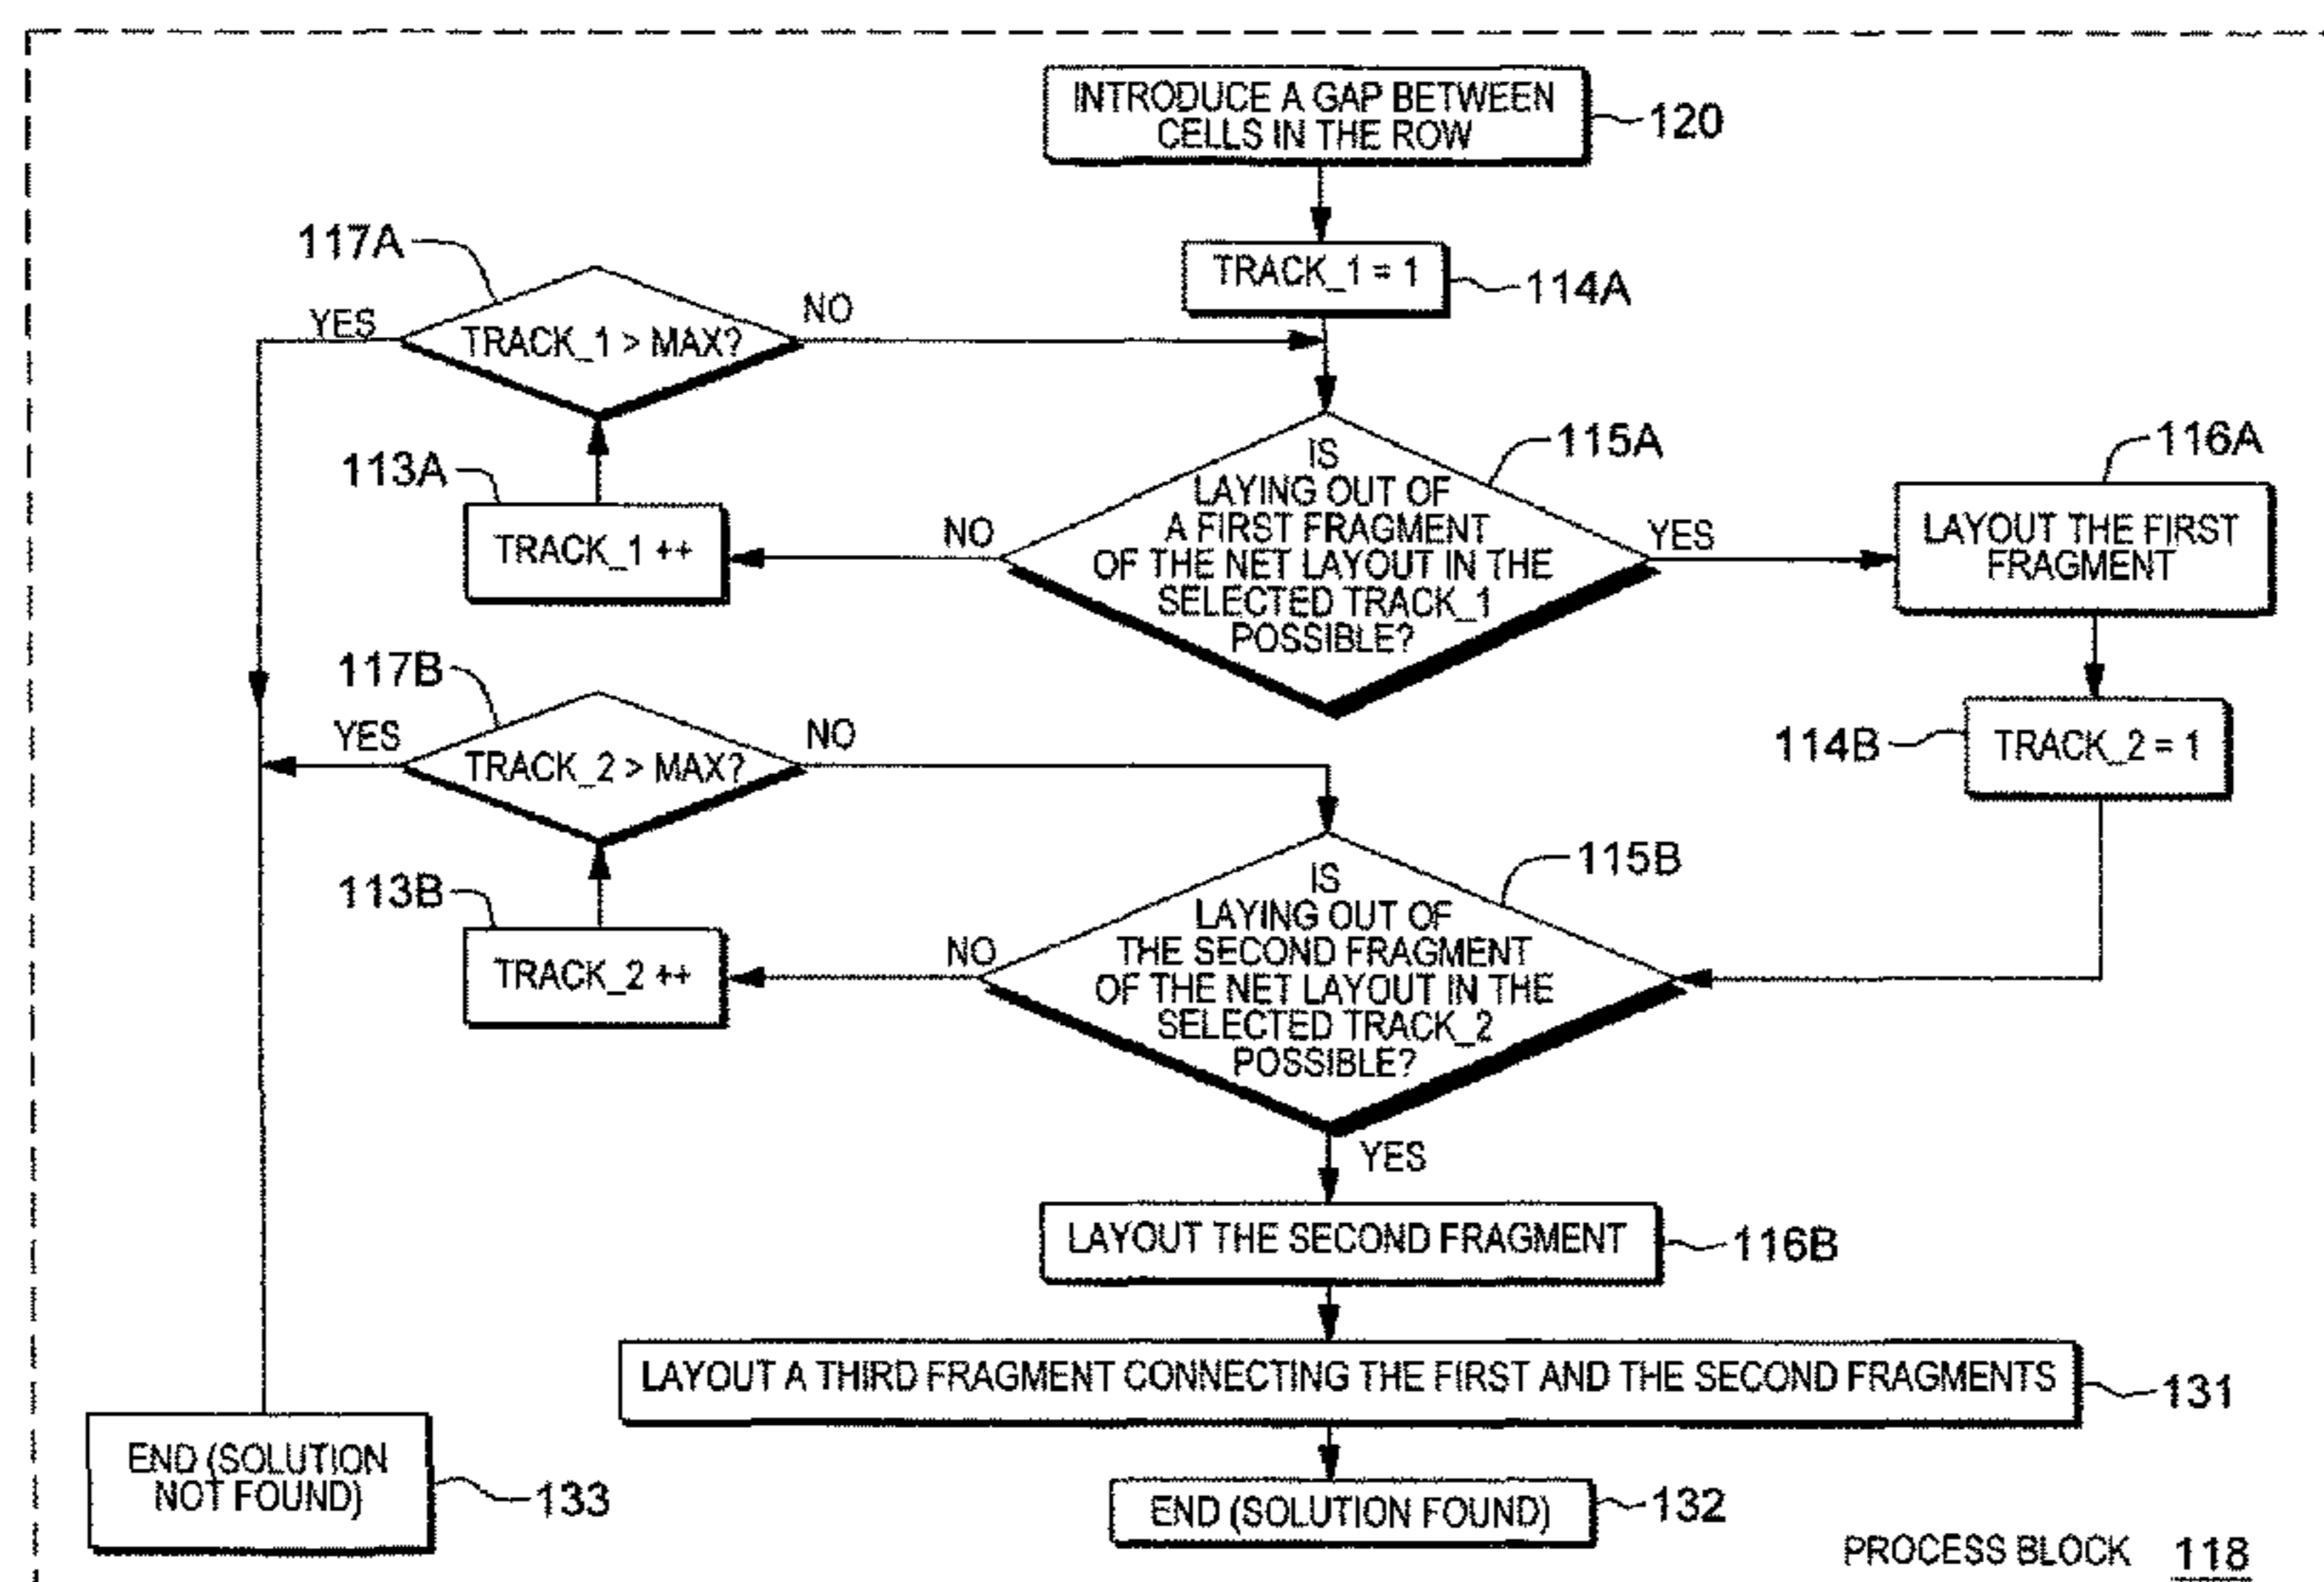 INTRODUCE A GAP BETWEEN
CELLS IN THE ROW
120
TRACK_1 = 1
114A
117A
TRACK_1 > MAX?
YES
NO
113A
TRACK_1 ++
IS
LAYING OUT OF
A FIRST FRAGMENT
OF THE NET LAYOUT IN THE
SELECTED TRACK_1
POSSIBLE?
115A
NO
YES
116A
LAYOUT THE FIRST
FRAGMENT
114B
TRACK_2 = 1
117B
TRACK_2 > MAX?
YES
NO
113B
TRACK_2 ++
IS
LAYING OUT OF
THE SECOND FRAGMENT
OF THE NET LAYOUT IN THE
SELECTED TRACK_2
POSSIBLE?
115B
NO
YES
LAYOUT THE SECOND FRAGMENT
116B
LAYOUT A THIRD FRAGMENT CONNECTING THE FIRST AND THE SECOND FRAGMENTS
131
END (SOLUTION
NOT FOUND)
133
END (SOLUTION FOUND)
132
PROCESS BLOCK 118